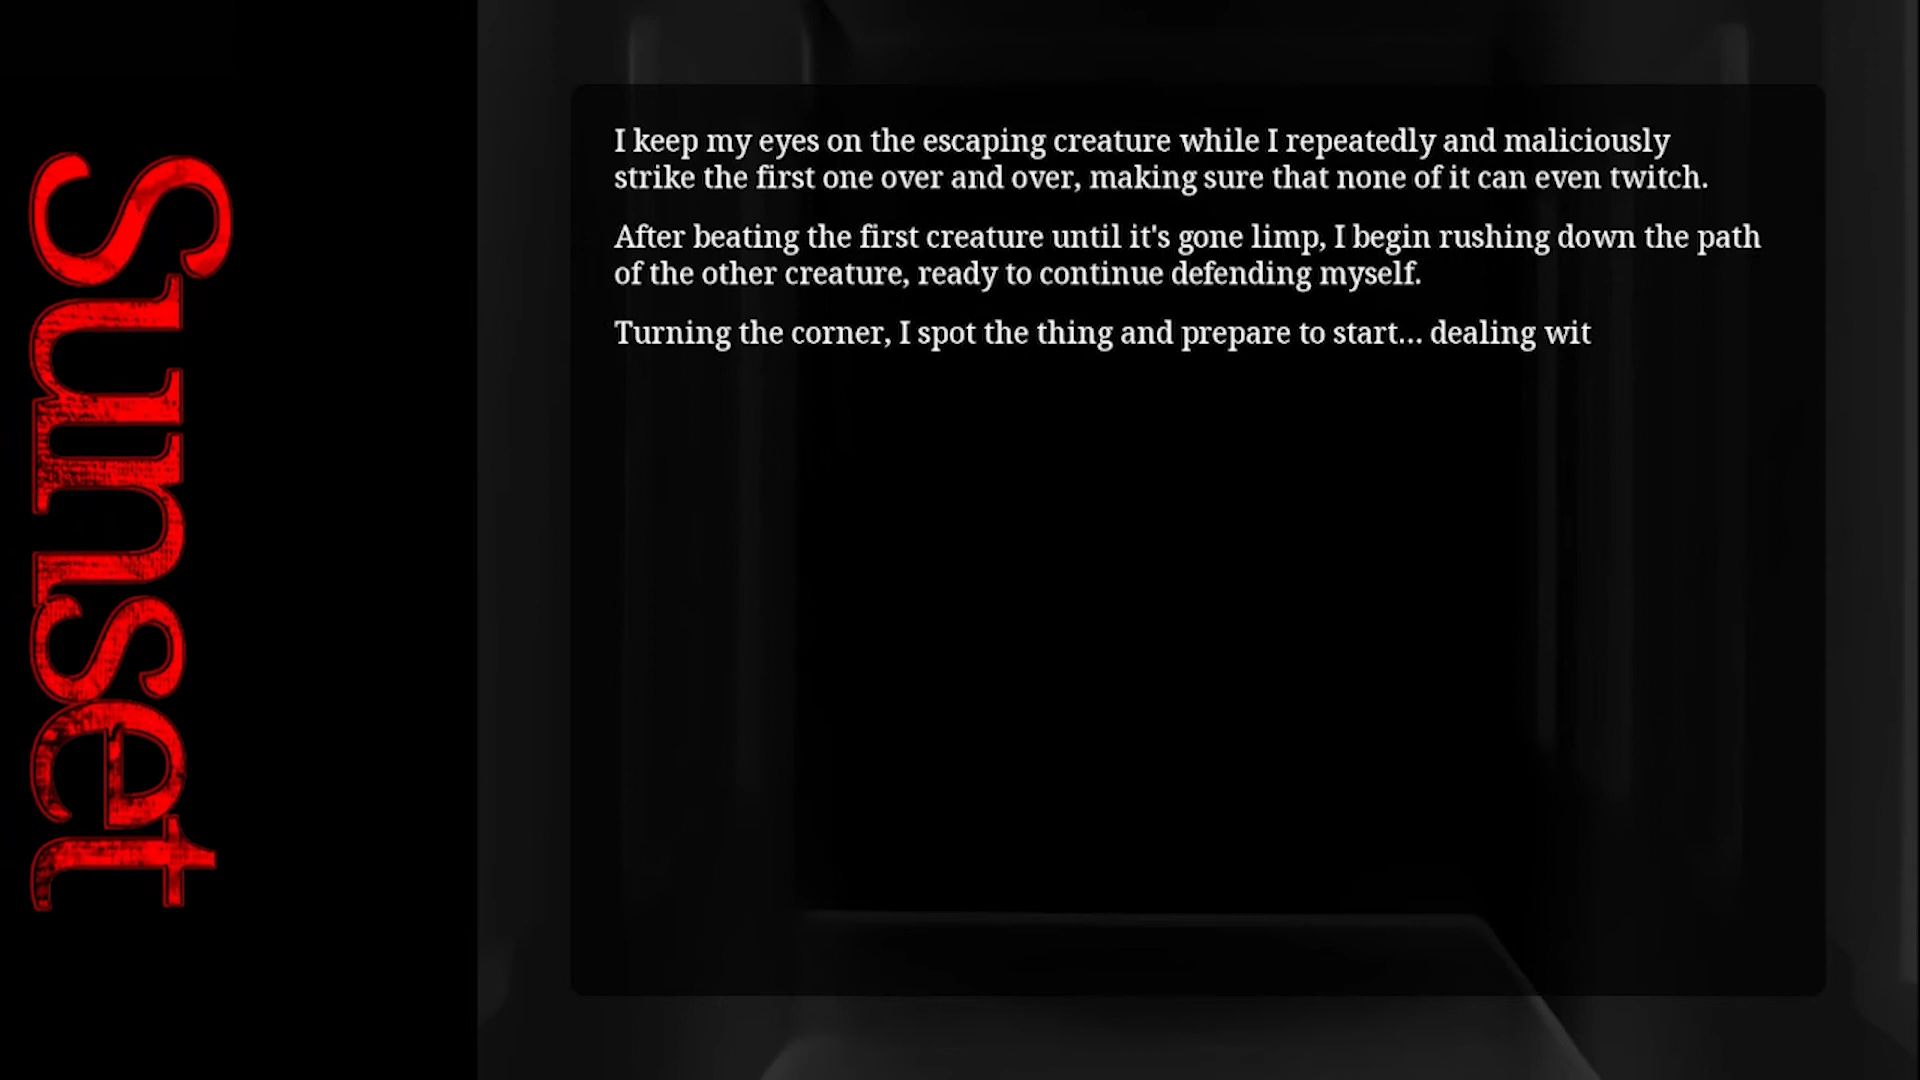 Sunset
I keep my eyes on the escaping creature while I repeatedly and maliciously
strike the first one over and over, making sure that none of it can even twitch.
After beating the first creature until it's gone limp, I begin rushing down the path
of the other creature, ready to continue defending myself.
Turning the corner, I spot the thing and prepare to start... dealing wit